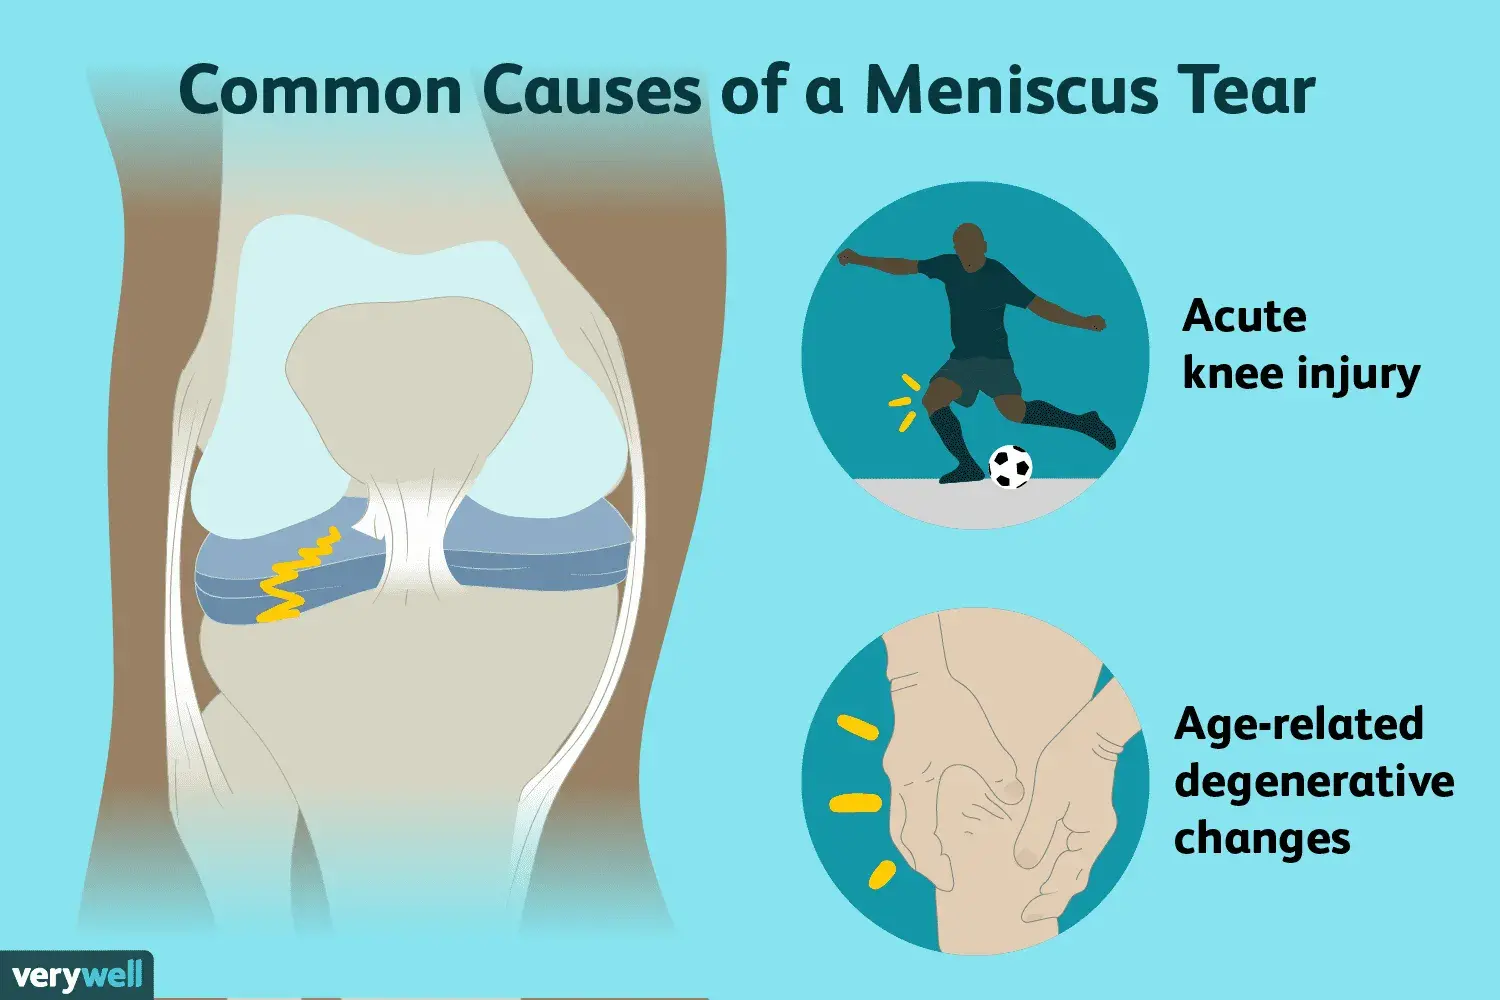 Common Causes of a Meniscus Tear
Acute
knee injury
Age-related
degenerative
changes
verywell